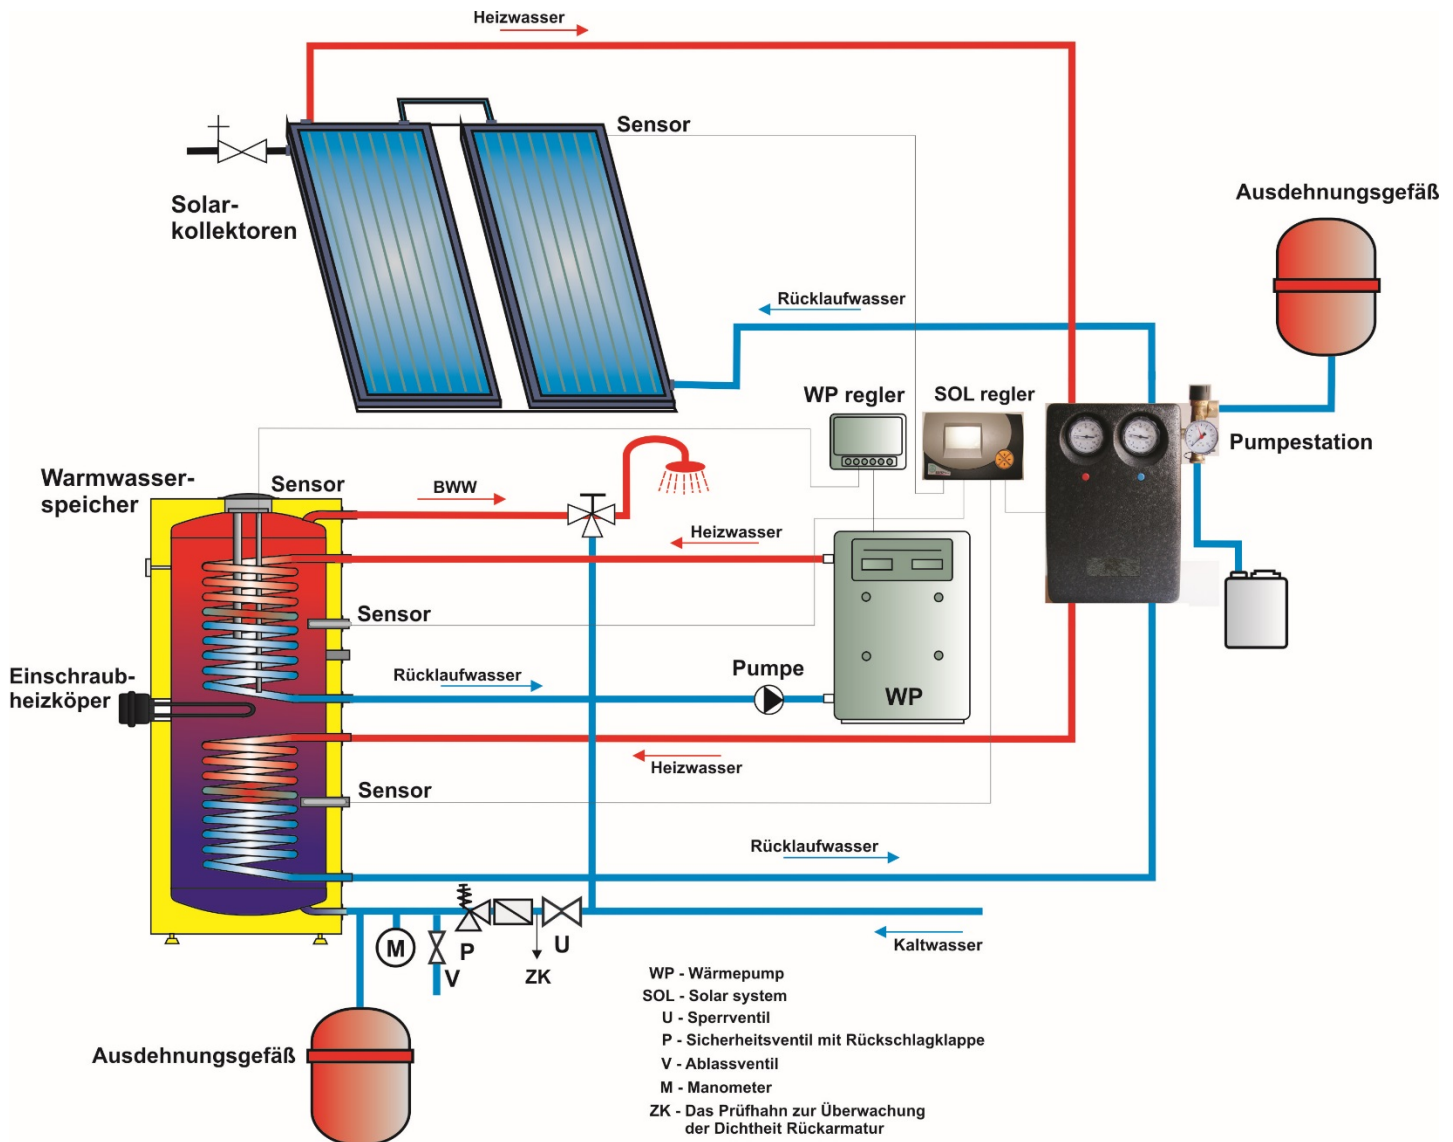 Heizwasser
Sensor
Solar-
kollektoren
Ausdehnungsgefäß
Rücklaufwasser
WP regler
SOL regler
Pumpestation
Warmwasser-
speicher
Sensor
BWW
Heizwasser
Sensor
Einschraub-
heizköper
Rücklaufwasser
Pumpe
WP
Heizwasser
Sensor
Rücklaufwasser
M
V
P
ZK
U
Kaltwasser
Ausdehnungsgefäß
WP - Wärmepump
SOL - Solar system
U - Sperrventil
P - Sicherheitsventil mit Rückschlagklappe
V - Ablassventil
M - Manometer
ZK - Das Prüfhahn zur Überwachung
der Dichtheit Rückarmatur